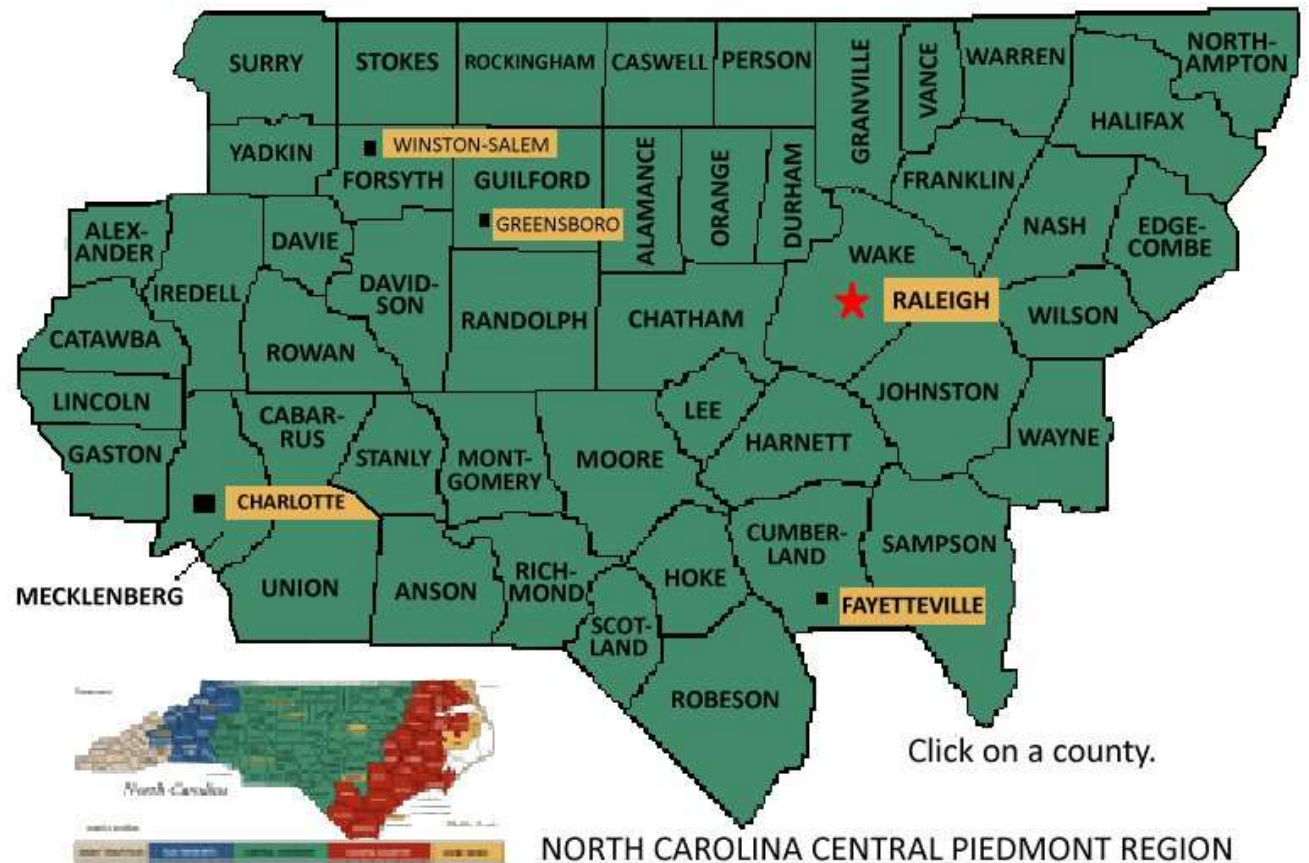 SURRY
STOKES
ROCKINGHAM
CASWELL
PERSON
GRANVILLE
VANCE
WARREN
NORTH-
AMPTON
HALIFAX
YADKIN
WINSTON-SALEM
FORSYTH
GUILFORD
GREENSBORO
ALAMANCE
ORANGE
DURHAM
FRANKLIN
NASH
EDGE-
COMBE
ALEX-
ANDER
IREDELL
DAVIE
DAVID-
SON
WAKE
RALEIGH
WILSON
CATAWBA
ROWAN
RANDOLPH
CHATHAM
LINCOLN
GASTON
CABAR-
RUS
STANLY
MONT-
GOMERY
MOORE
LEE
HARNETT
JOHNSTON
WAYNE
CHARLOTTE
MECKLENBERG
UNION
ANSON
RICH-
MOND
SCOT-
LAND
HOKE
CUMBER-
LAND
SAMPSON
FAYETTEVILLE
ROBESON
Click on a county.
North Carolina
NORTH CAROLINA CENTRAL PIEDMONT REGION